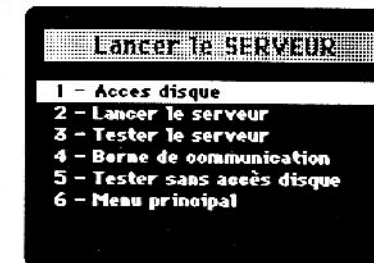 Lancer le SERVEUR
1 - Acces disque
2 - Lancer le serveur
3 - Tester le serveur
4 - Borne de communication
5 - Tester sans accès disque
6 - Menu principal